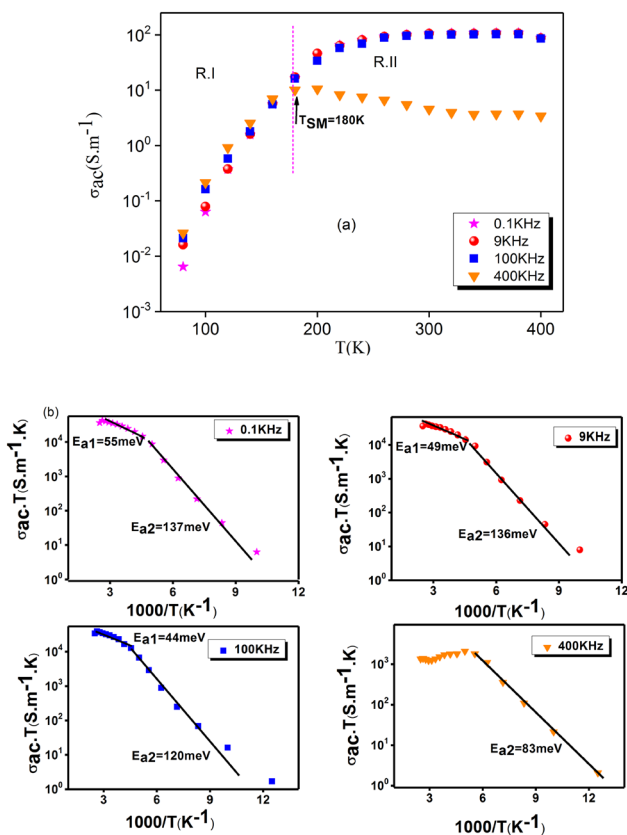 10²
10¹
10⁰
10⁻¹
10⁻²
10⁻³
σac(S.m⁻¹)
R.I
R.II
TSM=180K
(a)
0.1KHz
9KHz
100KHz
400KHz
100 200 300 400
T(K)
(b)
10⁴
10³
10²
10¹
10⁰
σac.T(S.m⁻¹.K)
Ea1=55meV
0.1KHz
Ea2=137meV
3 6 9 12
1000/T(K⁻¹)
10⁴
10³
10²
10¹
10⁰
σac.T(S.m⁻¹.K)
Ea1=49meV
9KHz
Ea2=136meV
3 6 9 12
1000/T(K⁻¹)
10⁴
10³
10²
10¹
10⁰
σac.T(S.m⁻¹.K)
Ea1=44meV
100KHz
Ea2=120meV
3 6 9 12
1000/T(K⁻¹)
10³
10²
10¹
10⁰
σac.T(S.m⁻¹.K)
400KHz
Ea2=83meV
3 6 9 12
1000/T(K⁻¹)